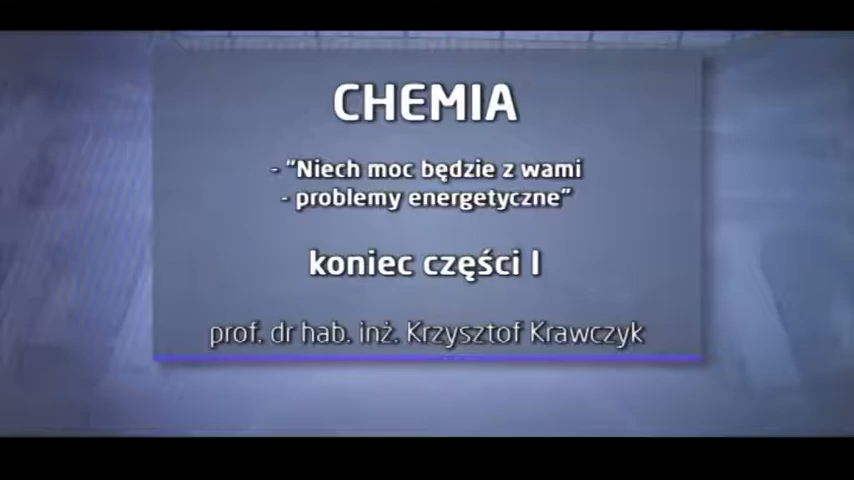 CHEMIA
- "Niech moc będzie z wami
- problemy energetyczne"
koniec części I
prof. dr hab. inż. Krzysztof Krawczyk